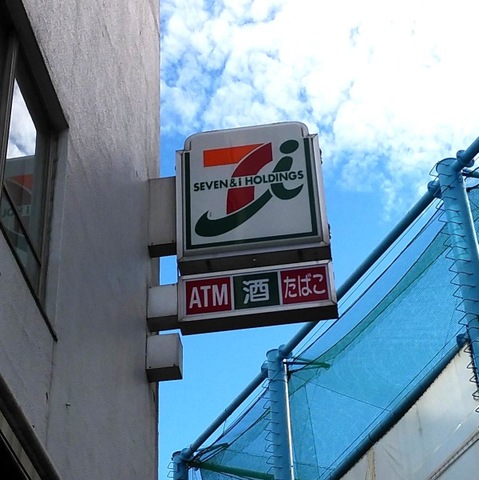 SEVEN&i HOLDINGS
ATM 酒 たばこ